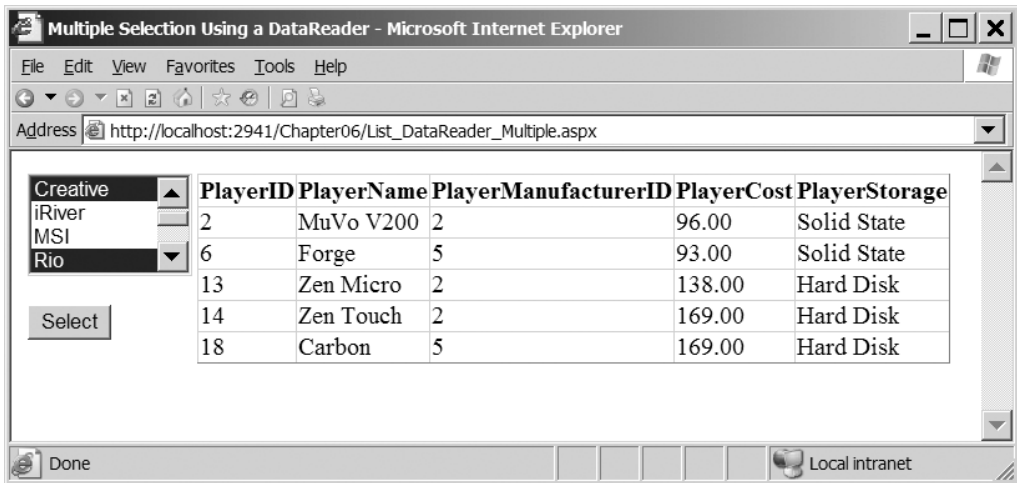 Multiple Selection Using a DataReader - Microsoft Internet Explorer
File Edit View Favorites Tools Help
Address http://localhost:2941/Chapter06/List_DataReader_Multiple.aspx
Creative
iRiver
MSI
Rio
Select
PlayerID PlayerName PlayerManufacturerID PlayerCost PlayerStorage
2 MuVo V200 2 96.00 Solid State
6 Forge 5 93.00 Solid State
13 Zen Micro 2 138.00 Hard Disk
14 Zen Touch 2 169.00 Hard Disk
18 Carbon 5 169.00 Hard Disk
Done Local intranet